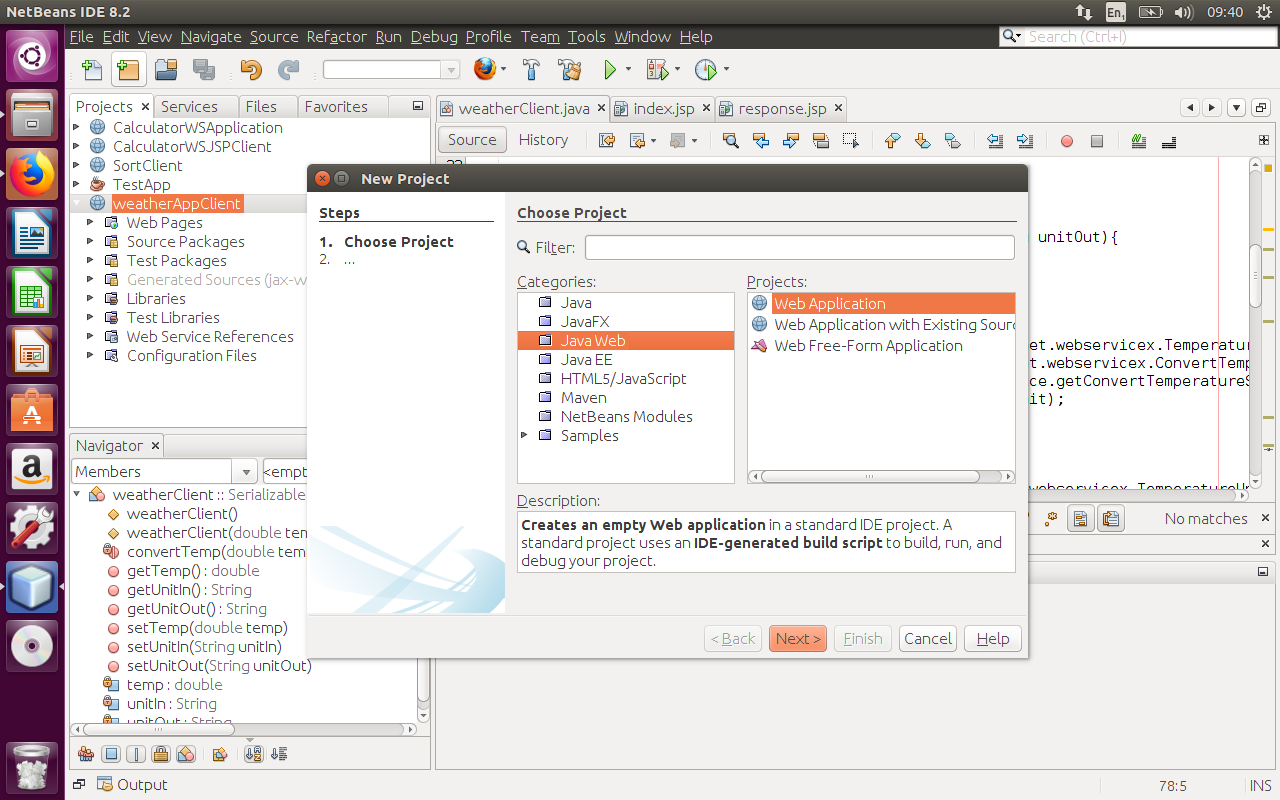 NetBeans IDE 8.2
En1
09:40
File Edit View Navigate Source Refactor Run Debug Profile Team Tools Window Help
Search (Ctrl+I)
Projects Services Files Favorites
CalculatorWSApplication
CalculatorWSJSPClient
SortClient
TestApp
weatherAppClient
Web Pages
Source Packages
Test Packages
Generated Sources (jax-w
Libraries
Test Libraries
Web Service References
Configuration Files
weatherClient.java index.jsp response.jsp
Source History
unitOut){
et.webservicex.Temperatur
t.webservicex.ConvertTemp
ce.getConvertTemperatureS
it);
No matches
New Project
Steps
1. Choose Project
2. ...
Choose Project
Filter:
Categories:
Java
JavaFX
Java Web
Java EE
HTML5/JavaScript
Maven
NetBeans Modules
Samples
Projects:
Web Application
Web Application with Existing Sourc
Web Free-Form Application
Description:
Creates an empty Web application in a standard IDE project. A
standard project uses an IDE-generated build script to build, run, and
debug your project.
< Back Next > Finish Cancel Help
Navigator
Members <empt
weatherClient :: Serializable
weatherClient()
weatherClient(double tem
convertTemp(double tem
getTemp() : double
getUnitIn() : String
getUnitOut() : String
setTemp(double temp)
setUnitIn(String unitIn)
setUnitOut(String unitOut)
temp : double
unitIn : String
unitOut : String
Output
78:5 INS